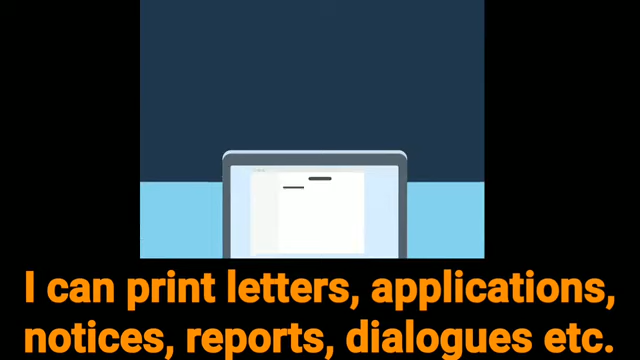 I can print letters, applications,
notices, reports, dialogues etc.